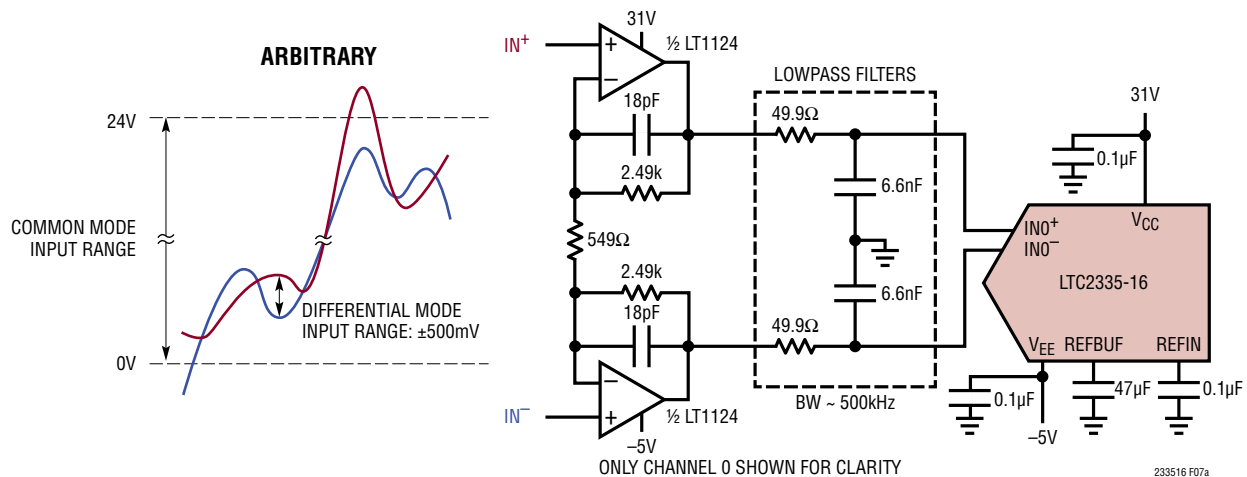 ARBITRARY
24V
COMMON MODE
INPUT RANGE
0V
DIFFERENTIAL MODE
INPUT RANGE: ±500mV
IN+
31V
½ LT1124
+
–
18pF
2.49k
549Ω
2.49k
18pF
–
+
IN–
½ LT1124
–5V
LOWPASS FILTERS
49.9Ω
6.6nF
6.6nF
49.9Ω
BW ~ 500kHz
31V
0.1µF
VCC
IN0+
IN0–
LTC2335-16
VEE REFBUF REFIN
0.1µF
47µF
0.1µF
–5V
ONLY CHANNEL 0 SHOWN FOR CLARITY
233516 F07a